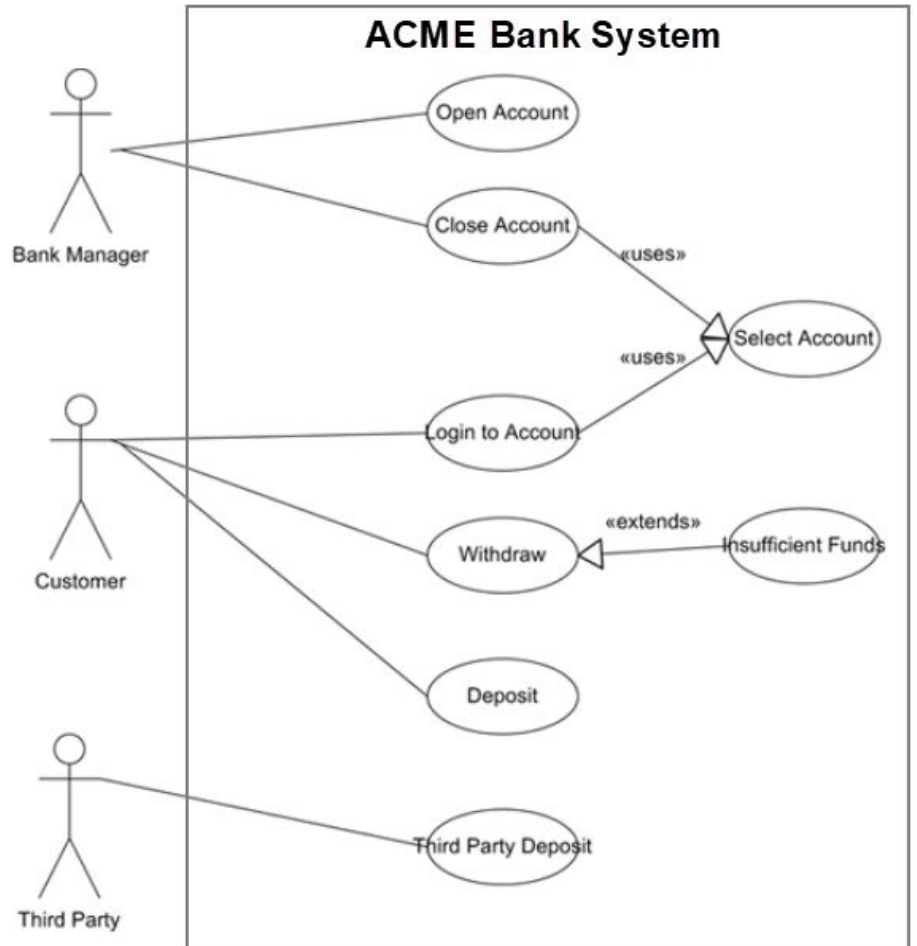 ACME Bank System
Open Account
Close Account
Bank Manager
«uses»
Select Account
«uses»
Login to Account
«extends»
Insufficient Funds
Withdraw
Customer
Deposit
Third Party Deposit
Third Party